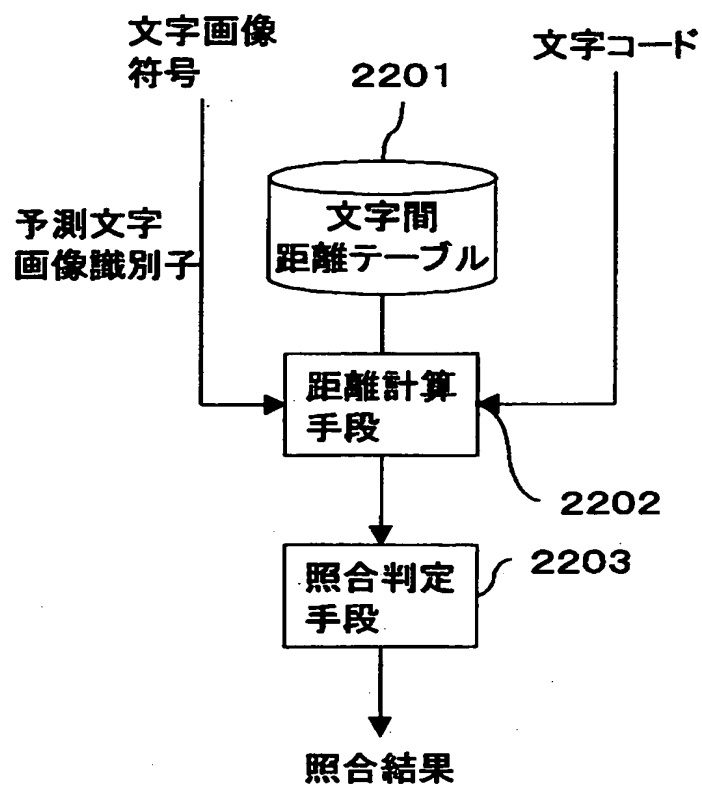 文字画像
符号
文字コード
2201
文字間
距離テーブル
予測文字
画像識別子
距離計算
手段
2202
照合判定
手段
2203
照合結果